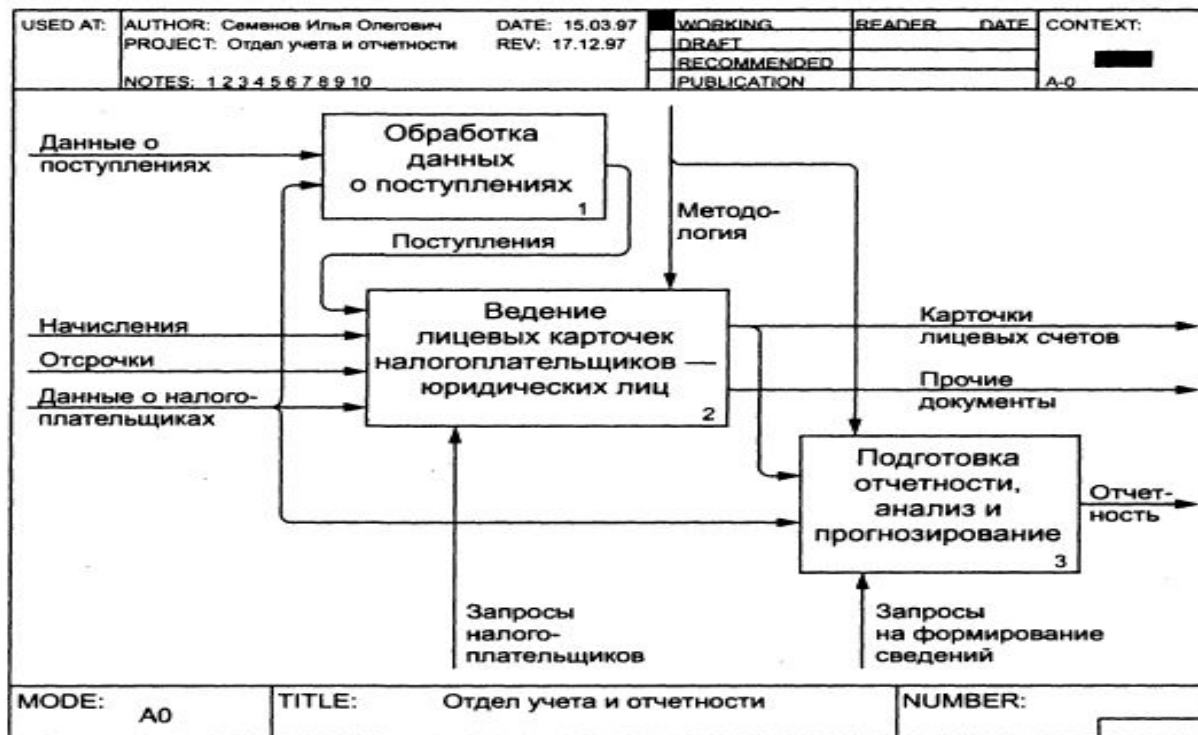 USED AT:
AUTHOR: Семенов Илья Олегович
DATE: 15.03.97
PROJECT: Отдел учета и отчетности
REV: 17.12.97
NOTES: 1 2 3 4 5 6 7 8 9 10
WORKING
DRAFT
RECOMMENDED
PUBLICATION
READER
DATE
CONTEXT:
A-0
Обработка
данных
о поступлениях
1
Данные о
поступлениях
Методо-
логия
Поступления
Ведение
лицевых карточек
налогоплательщиков —
юридических лиц
2
Начисления
Отсрочки
Данные о налого-
плательщиках
Карточки
лицевых счетов
Прочие
документы
Подготовка
отчетности,
анализ и
прогнозирование
3
Отчет-
ность
Запросы
налого-
плательщиков
Запросы
на формирование
сведений
MODE:
A0
TITLE:
Отдел учета и отчетности
NUMBER: